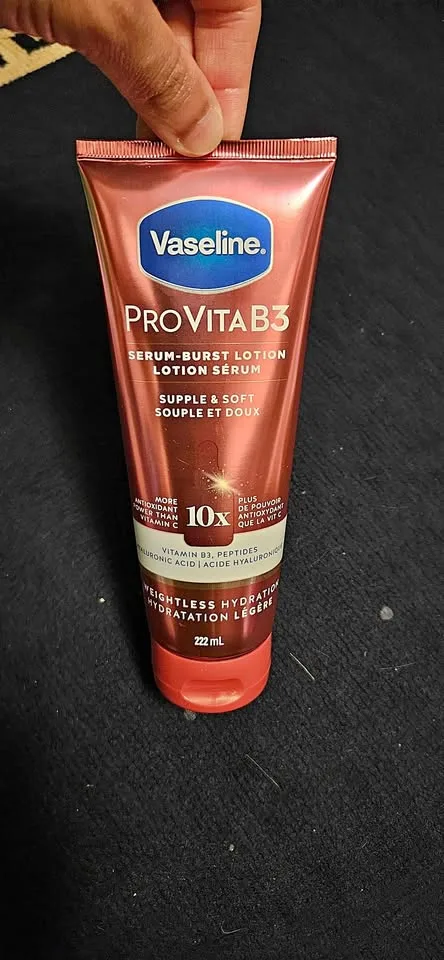 Vaseline®
PROVITAB3
SERUM-BURST LOTION
LOTION SÉRUM
SUPPLE & SOFT
SOUPLE ET DOUX
MORE
ANTIOXIDANT
POWER THAN
VITAMIN C
10x
PLUS
DE POUVOIR
ANTIOXYDANT
QUE LA VIT C
VITAMIN B3, PEPTIDES
ALURONIC ACID | ACIDE HYALURONIQUE
WEIGHTLESS HYDRATION
HYDRATATION LÉGÈRE
222 mL